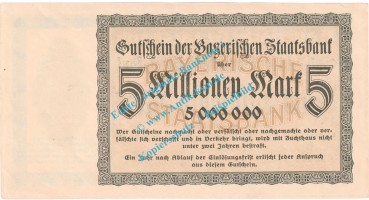 Gutschein der Bayerischen Staatsbank
über
5 Millionen Mark 5
5 000 000
Wer Gutscheine nachmacht oder verfälscht oder nachgemachte oder ver-
fälschte sich verschafft und in Verkehr bringt, wird mit Zuchthaus nicht
unter zwei Jahren bestraft.
Ein Jahr nach Ablauf der Einlösungsfrist erlischt jeder Anspruch
aus diesem Gutschein.
BAYERISCHE
STAATSBANK